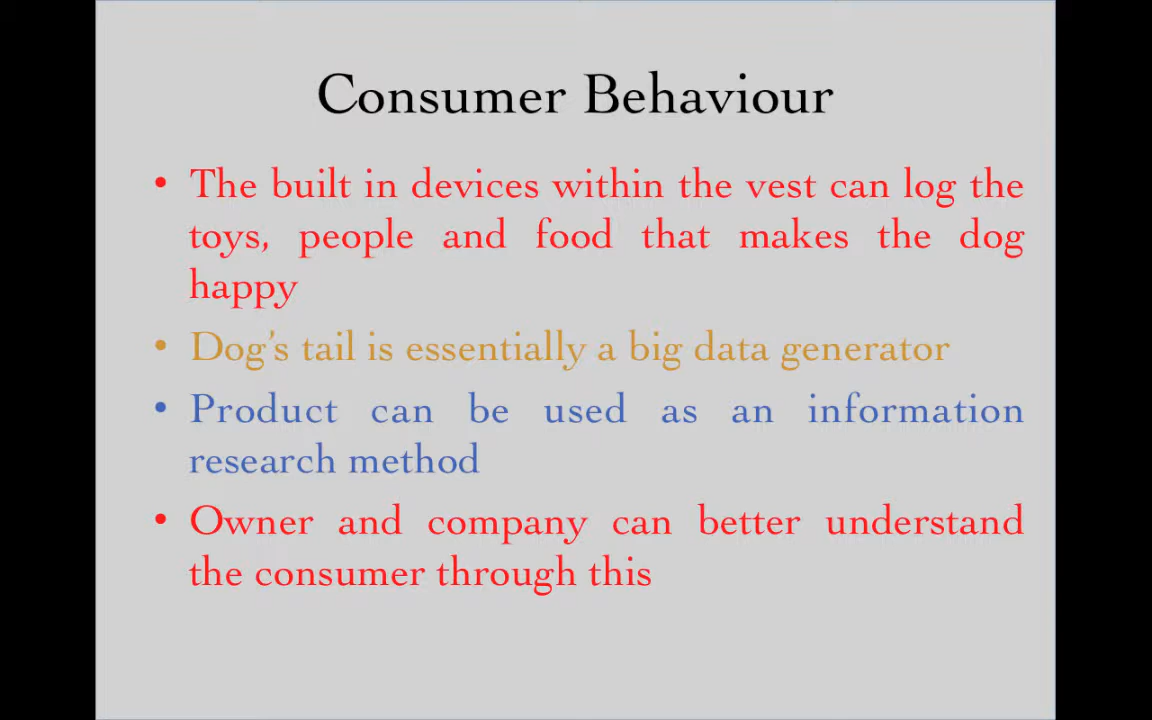 Consumer Behaviour
• The built in devices within the vest can log the
toys, people and food that makes the dog
happy
• Dog's tail is essentially a big data generator
• Product can be used as an information
research method
• Owner and company can better understand
the consumer through this